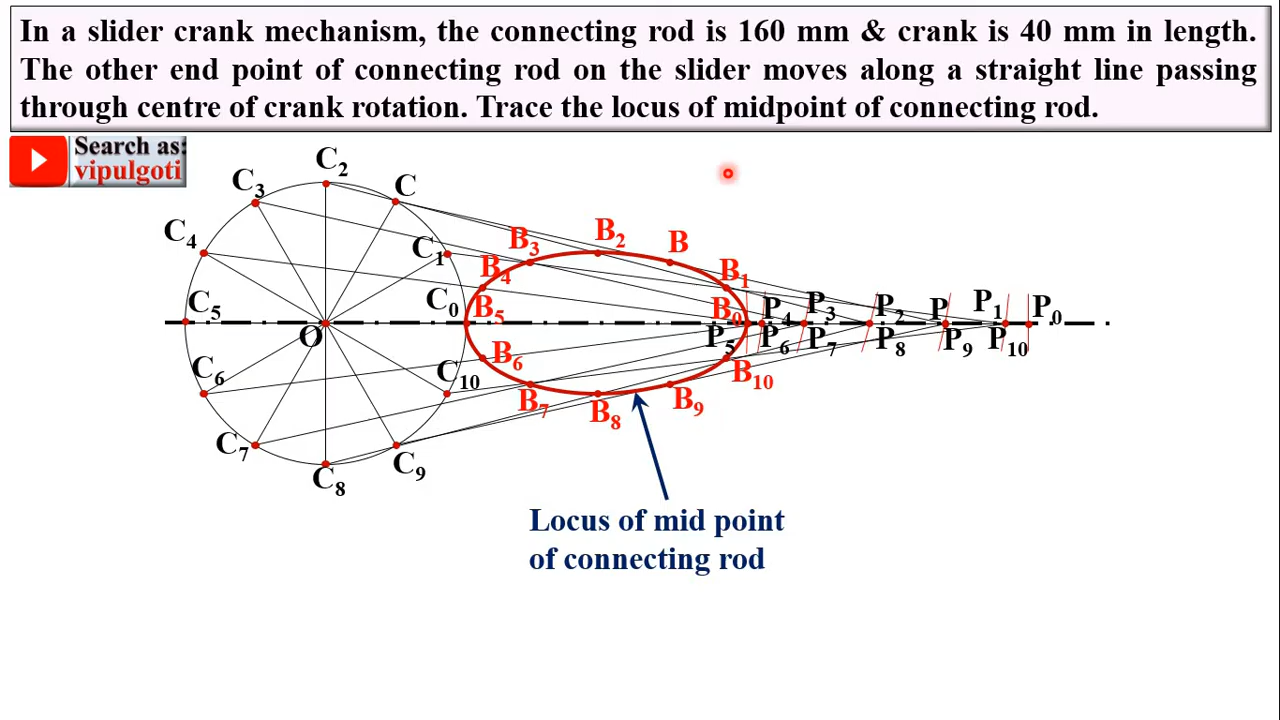 In a slider crank mechanism, the connecting rod is 160 mm & crank is 40 mm in length.
The other end point of connecting rod on the slider moves along a straight line passing
through centre of crank rotation. Trace the locus of midpoint of connecting rod.
Search as:
vipulgoti
C2
C3
C
C4
C1
B3
B2
B
B4
B1
C5
C0
B5
B0
P4
P3
P2
P
P1
P0
O
P5
P6
P7
P8
P9
P10
C6
B6
C10
B10
B7
B8
B9
C7
C9
C8
Locus of mid point
of connecting rod